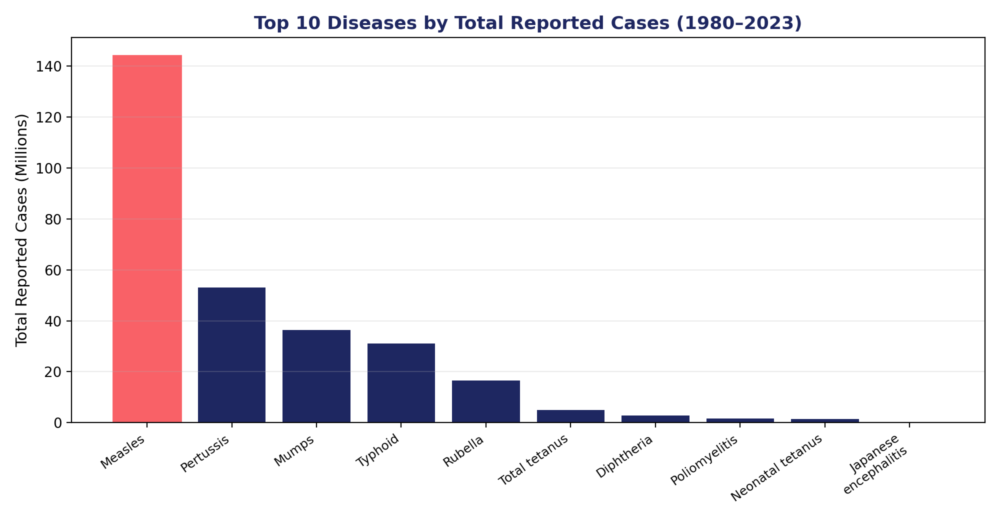 Top 10 Diseases by Total Reported Cases (1980–2023)
Total Reported Cases (Millions)
140
120
100
80
60
40
20
0
Measles
Pertussis
Mumps
Typhoid
Rubella
Total tetanus
Diphtheria
Poliomyelitis
Neonatal tetanus
Japanese
encephalitis